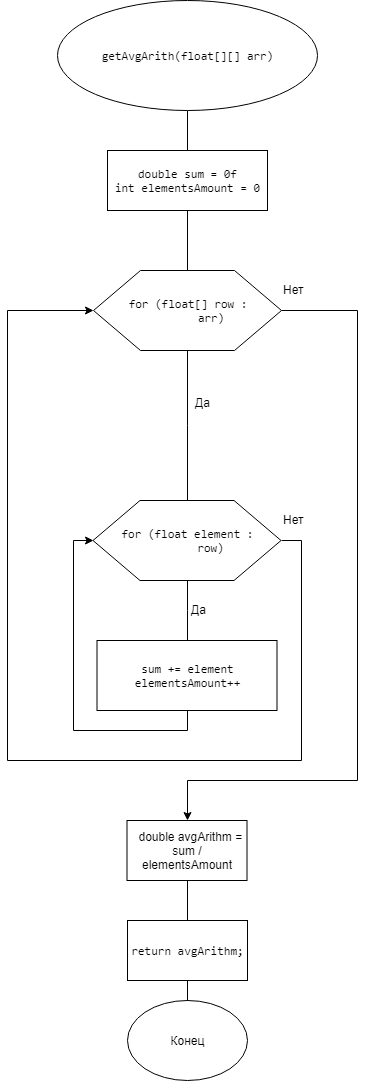 getAvgArith(float[][] arr)
double sum = 0f
int elementsAmount = 0
for (float[] row :
arr)
Нет
Да
for (float element :
row)
Нет
Да
sum += element
elementsAmount++
double avgArithm =
sum /
elementsAmount
return avgArithm;
Конец